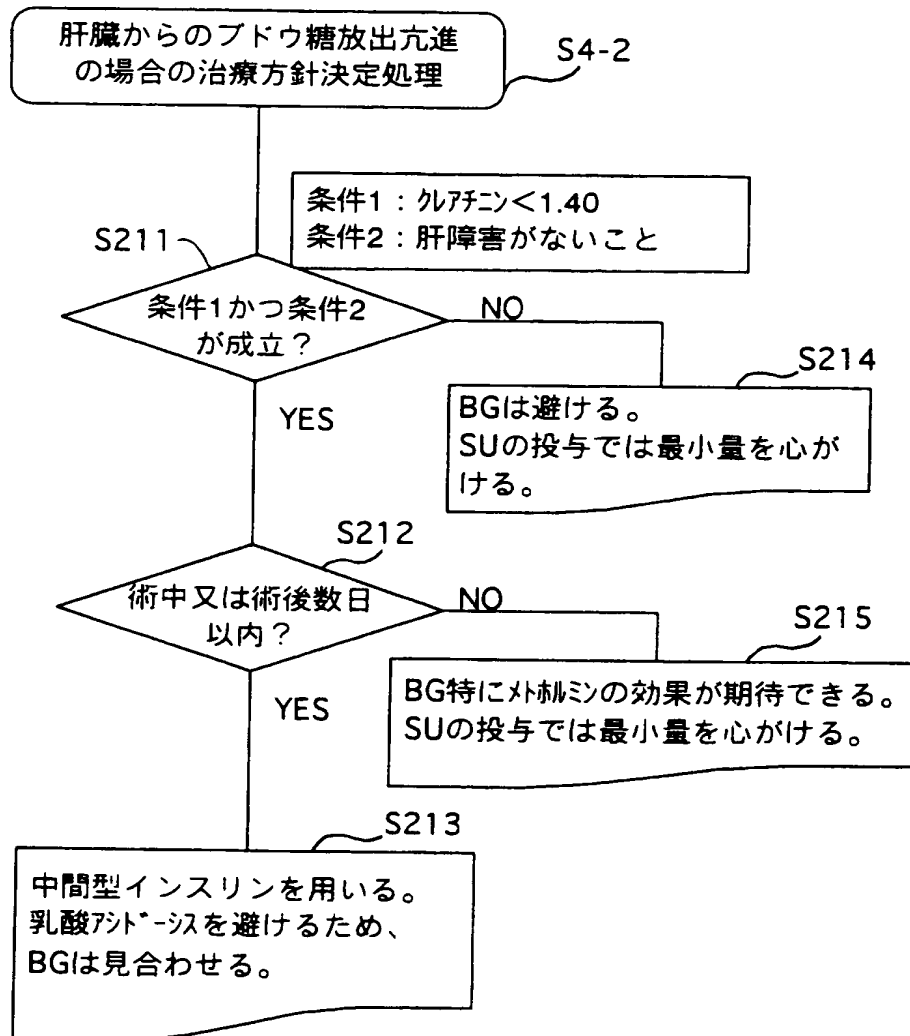 肝臓からのブドウ糖放出亢進
の場合の治療方針決定処理
S4-2
条件1：ｸﾚｱﾁﾆﾝ＜1.40
条件2：肝障害がないこと
S211
条件1かつ条件2
が成立？
NO
YES
S214
BGは避ける。
SUの投与では最小量を心が
ける。
S212
術中又は術後数日
以内？
NO
YES
S215
BG特にﾒﾄﾎﾙﾐﾝの効果が期待できる。
SUの投与では最小量を心がける。
S213
中間型インスリンを用いる。
乳酸ｱｼﾄﾞｰｼｽを避けるため、
BGは見合わせる。